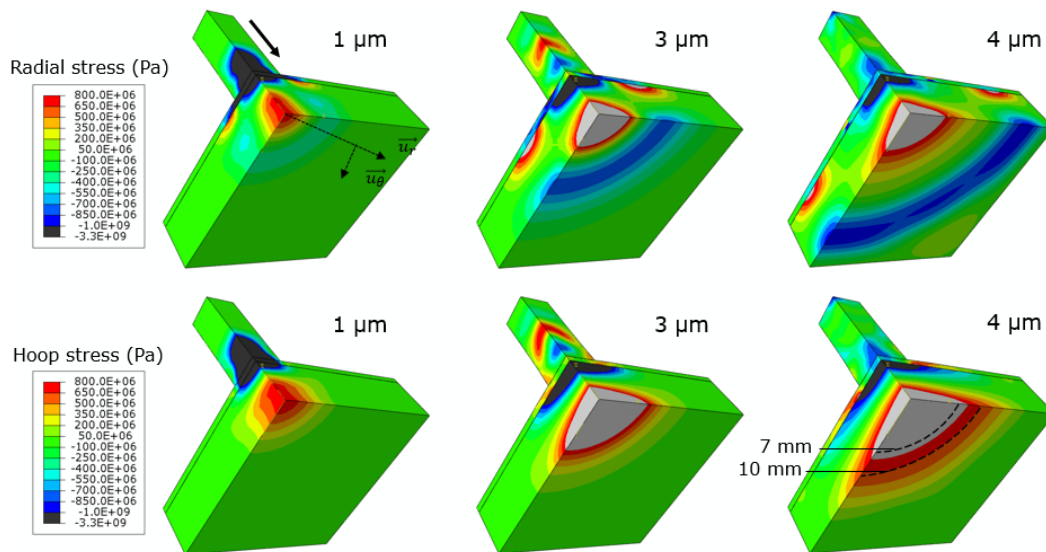 1 µm
3 µm
4 µm
Radial stress (Pa)
800.0E+06
650.0E+06
500.0E+06
350.0E+06
200.0E+06
50.0E+06
-100.0E+06
-250.0E+06
-400.0E+06
-550.0E+06
-700.0E+06
-850.0E+06
-1.0E+09
-3.3E+09
u_r
u_θ
1 µm
3 µm
4 µm
Hoop stress (Pa)
800.0E+06
650.0E+06
500.0E+06
350.0E+06
200.0E+06
50.0E+06
-100.0E+06
-250.0E+06
-400.0E+06
-550.0E+06
-700.0E+06
-850.0E+06
-1.0E+09
-3.3E+09
7 mm
10 mm